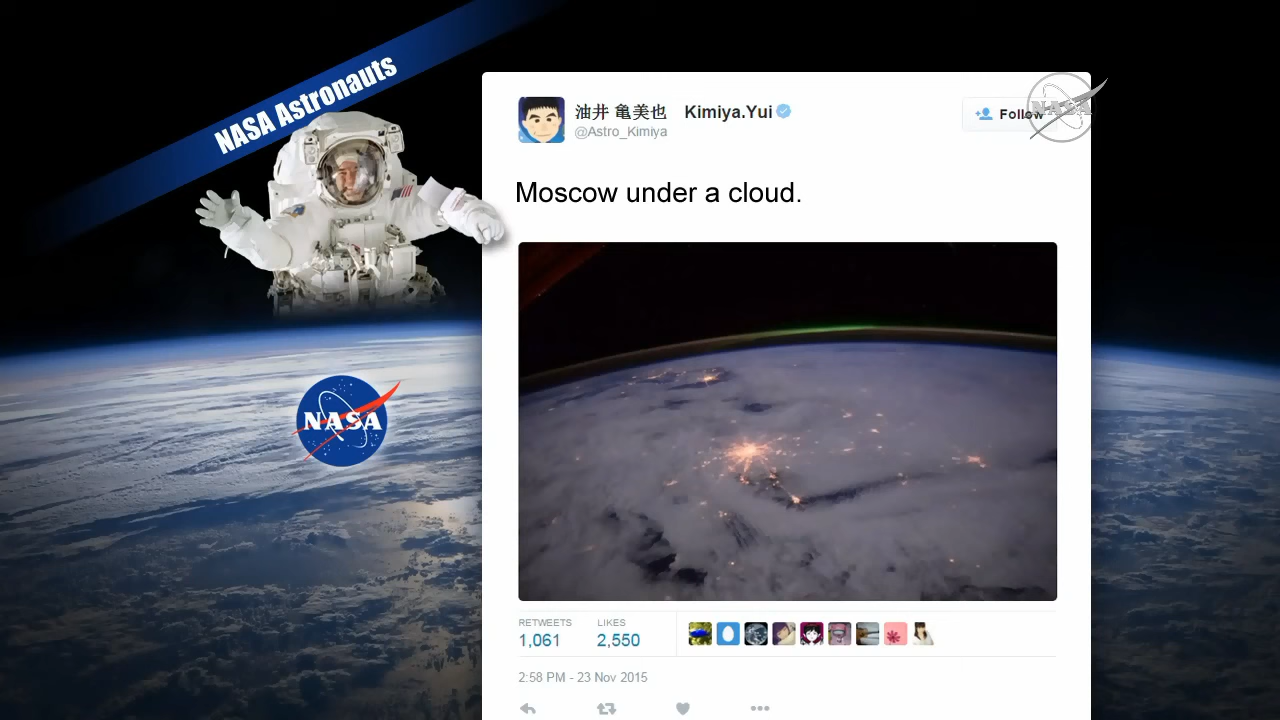 NASA Astronauts
油井 亀美也 Kimiya.Yui
@Astro_Kimiya
Follow
NASA
Moscow under a cloud.
NASA
RETWEETS LIKES
1,061 2,550
2:58 PM - 23 Nov 2015